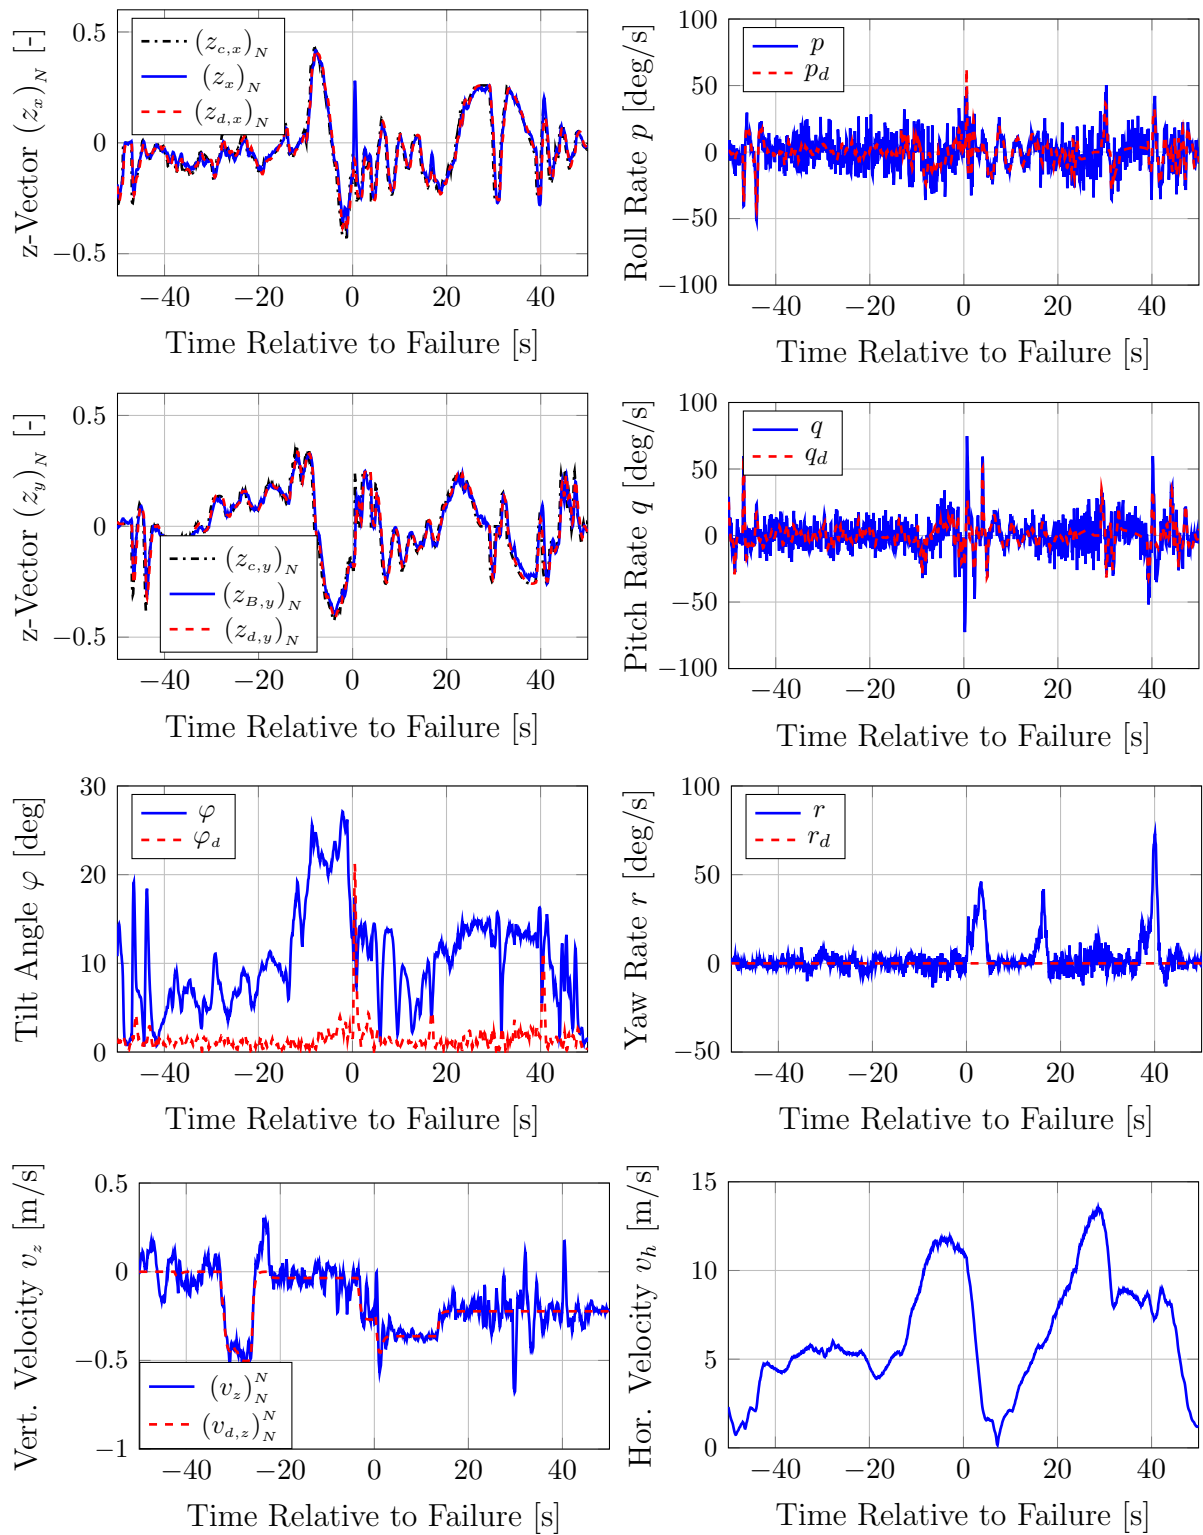 z-Vector (z_x)_N [-]
0.5
0
−0.5
(z_{c,x})_N
(z_x)_N
(z_{d,x})_N
−40 −20 0 20 40
Time Relative to Failure [s]
Roll Rate p [deg/s]
100
50
0
−50
−100
p
p_d
−40 −20 0 20 40
Time Relative to Failure [s]
z-Vector (z_y)_N [-]
0.5
0
−0.5
(z_{c,y})_N
(z_{B,y})_N
(z_{d,y})_N
−40 −20 0 20 40
Time Relative to Failure [s]
Pitch Rate q [deg/s]
100
50
0
−50
−100
q
q_d
−40 −20 0 20 40
Time Relative to Failure [s]
Tilt Angle φ [deg]
30
20
10
0
φ
φ_d
−40 −20 0 20 40
Time Relative to Failure [s]
Yaw Rate r [deg/s]
100
50
0
−50
r
r_d
−40 −20 0 20 40
Time Relative to Failure [s]
Vert. Velocity v_z [m/s]
0.5
0
−0.5
−1
(v_z)_N^N
(v_{d,z})_N^N
−40 −20 0 20 40
Time Relative to Failure [s]
Hor. Velocity v_h [m/s]
15
10
5
0
−40 −20 0 20 40
Time Relative to Failure [s]